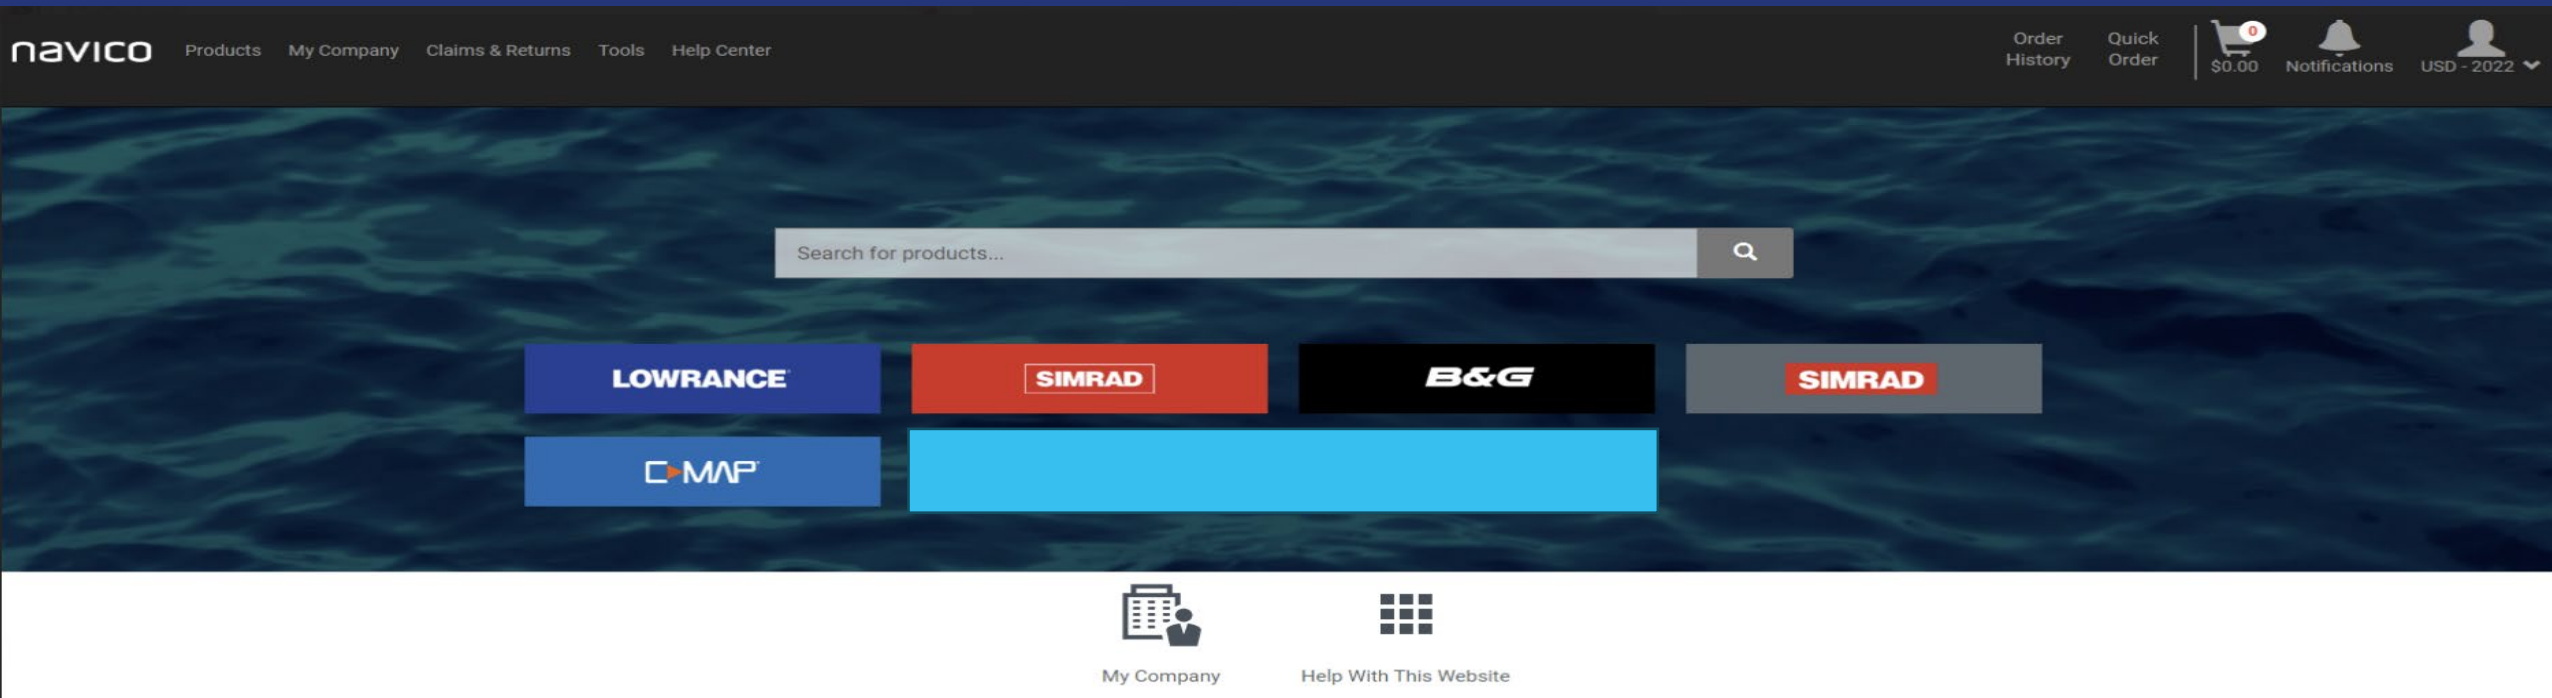 navico Products My Company Claims & Returns Tools Help Center
Order History
Quick Order
0
$0.00
Notifications
USD - 2022
Search for products...
LOWRANCE SIMRAD B&G SIMRAD
C-MAP
My Company Help With This Website